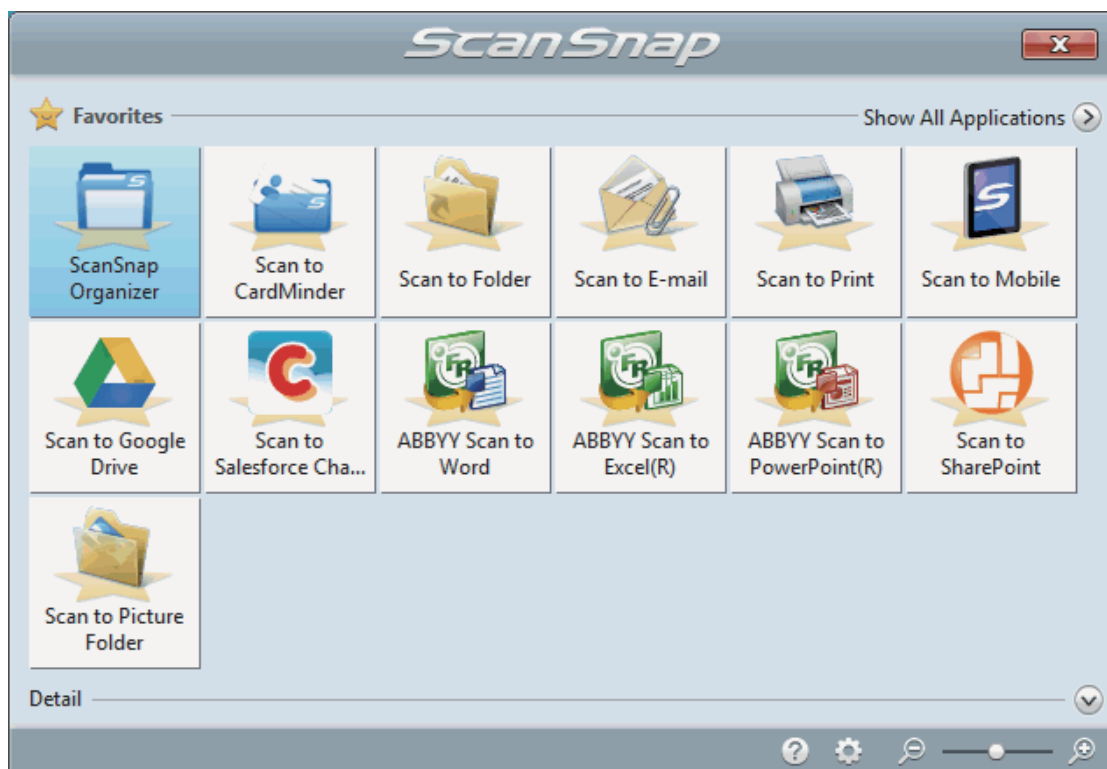 ScanSnap
Favorites
Show All Applications
ScanSnap
Organizer
Scan to
CardMinder
Scan to Folder
Scan to E-mail
Scan to Print
Scan to Mobile
Scan to Google
Drive
Scan to
Salesforce Cha...
ABBYY Scan to
Word
ABBYY Scan to
Excel(R)
ABBYY Scan to
PowerPoint(R)
Scan to
SharePoint
Scan to Picture
Folder
Detail